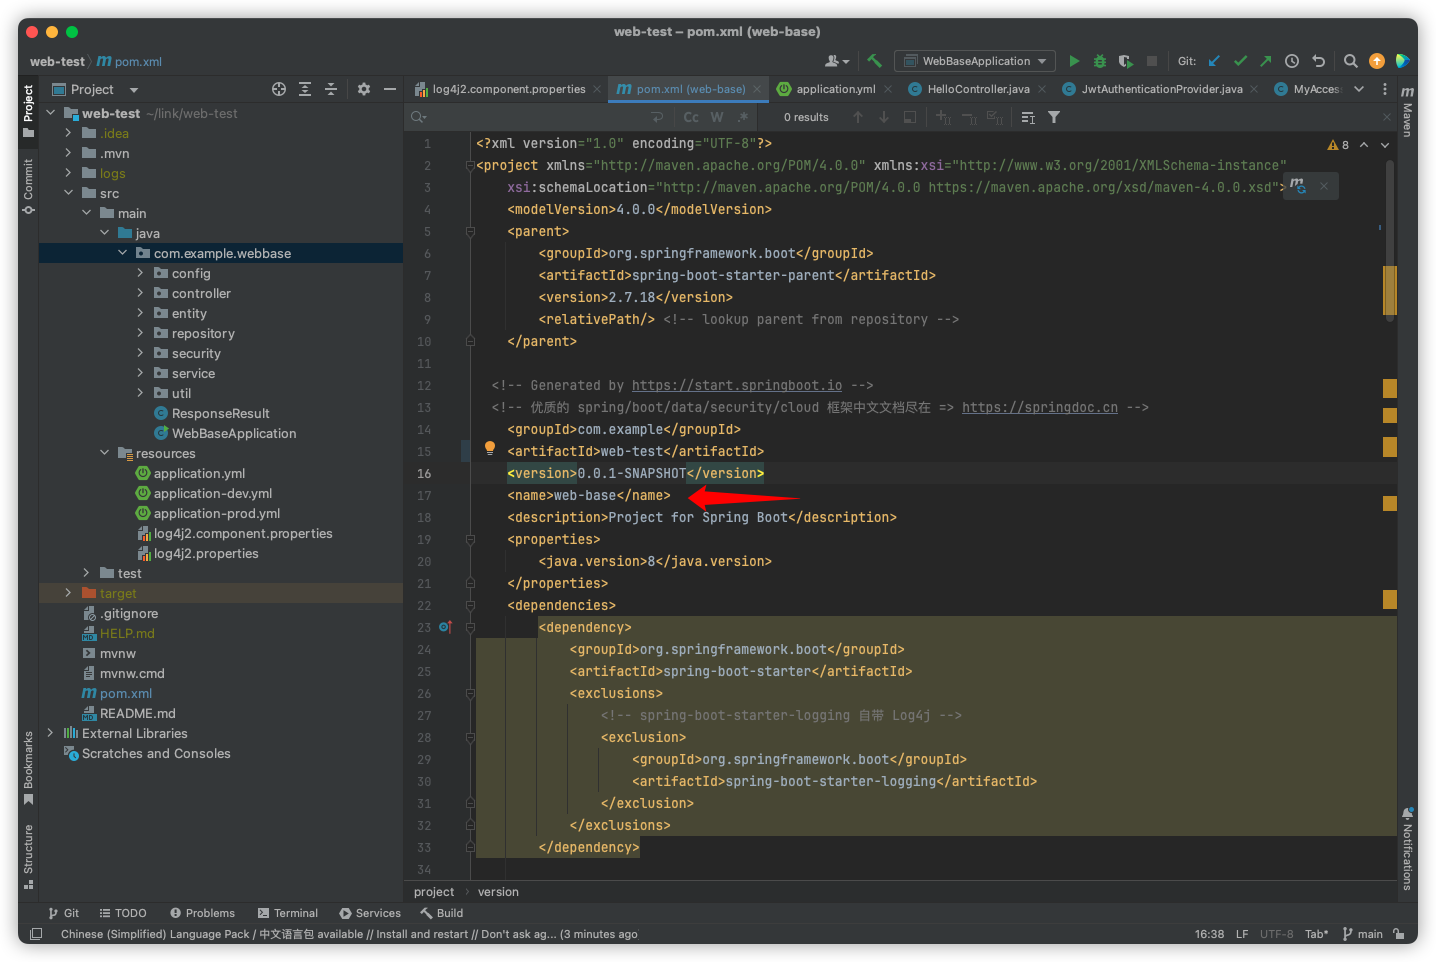 web-test – pom.xml (web-base)
web-test
m pom.xml
WebBaseApplication
Git:
Project
log4j2.component.properties
pom.xml (web-base)
application.yml
HelloController.java
JwtAuthenticationProvider.java
MyAccess
Cc W .*
0 results
web-test ~/link/web-test
.idea
.mvn
logs
src
main
java
com.example.webbase
config
controller
entity
repository
security
service
util
ResponseResult
WebBaseApplication
resources
application.yml
application-dev.yml
application-prod.yml
log4j2.component.properties
log4j2.properties
test
target
.gitignore
HELP.md
mvnw
mvnw.cmd
pom.xml
README.md
External Libraries
Scratches and Consoles
Project
Commit
Bookmarks
Structure
1 <?xml version="1.0" encoding="UTF-8"?>
2 <project xmlns="http://maven.apache.org/POM/4.0.0" xmlns:xsi="http://www.w3.org/2001/XMLSchema-instance"
3 xsi:schemaLocation="http://maven.apache.org/POM/4.0.0 https://maven.apache.org/xsd/maven-4.0.0.xsd">
4 <modelVersion>4.0.0</modelVersion>
5 <parent>
6 <groupId>org.springframework.boot</groupId>
7 <artifactId>spring-boot-starter-parent</artifactId>
8 <version>2.7.18</version>
9 <relativePath/> <!-- lookup parent from repository -->
10 </parent>
11
12 <!-- Generated by https://start.springboot.io -->
13 <!-- 优质的 spring/boot/data/security/cloud 框架中文文档尽在 => https://springdoc.cn -->
14 <groupId>com.example</groupId>
15 <artifactId>web-test</artifactId>
16 <version>0.0.1-SNAPSHOT</version>
17 <name>web-base</name>
18 <description>Project for Spring Boot</description>
19 <properties>
20 <java.version>8</java.version>
21 </properties>
22 <dependencies>
23 <dependency>
24 <groupId>org.springframework.boot</groupId>
25 <artifactId>spring-boot-starter</artifactId>
26 <exclusions>
27 <!-- spring-boot-starter-logging 自带 Log4j -->
28 <exclusion>
29 <groupId>org.springframework.boot</groupId>
30 <artifactId>spring-boot-starter-logging</artifactId>
31 </exclusion>
32 </exclusions>
33 </dependency>
34
8
m Maven
Notifications
project
version
Git
TODO
Problems
Terminal
Services
Build
Chinese (Simplified) Language Pack / 中文语言包 available // Install and restart // Don't ask ag... (3 minutes ago)
16:38
LF
UTF-8
Tab*
main